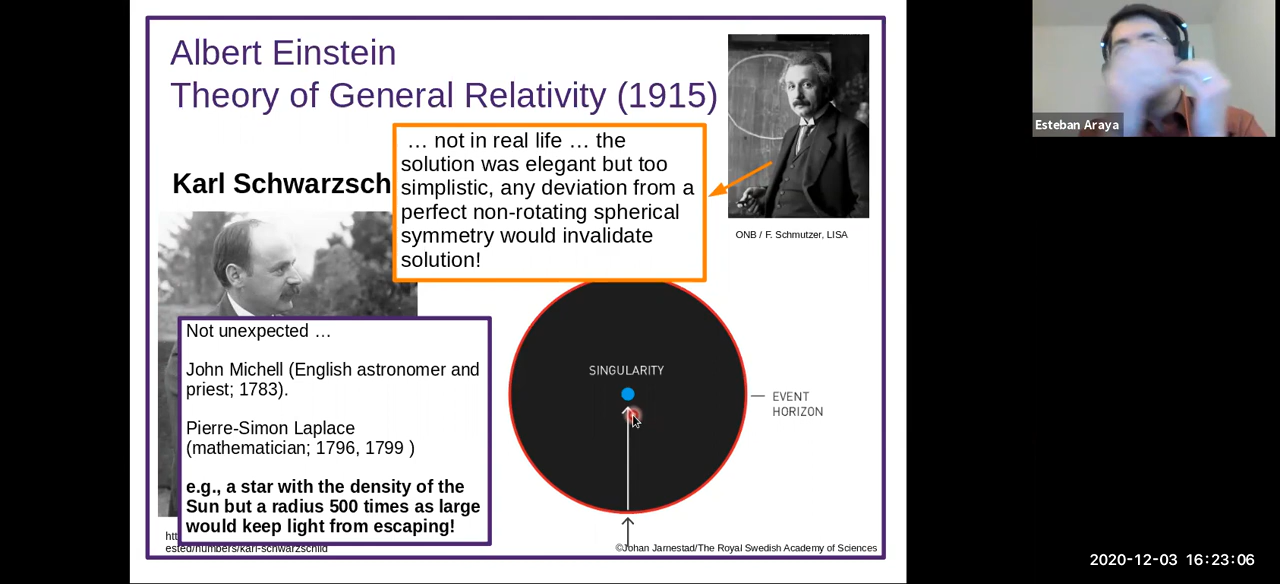 Albert Einstein
Theory of General Relativity (1915)
… not in real life … the
solution was elegant but too
simplistic, any deviation from a
perfect non-rotating spherical
symmetry would invalidate
solution!
Karl Schwarzsch
ONB / F. Schmutzer, LISA
Not unexpected …
John Michell (English astronomer and
priest; 1783).
Pierre-Simon Laplace
(mathematician; 1796, 1799 )
e.g., a star with the density of the
Sun but a radius 500 times as large
would keep light from escaping!
SINGULARITY
EVENT
HORIZON
ested/numbers/karl-schwarzschild
©Johan Jarnestad/The Royal Swedish Academy of Sciences
Esteban Araya
2020-12-03 16:23:06